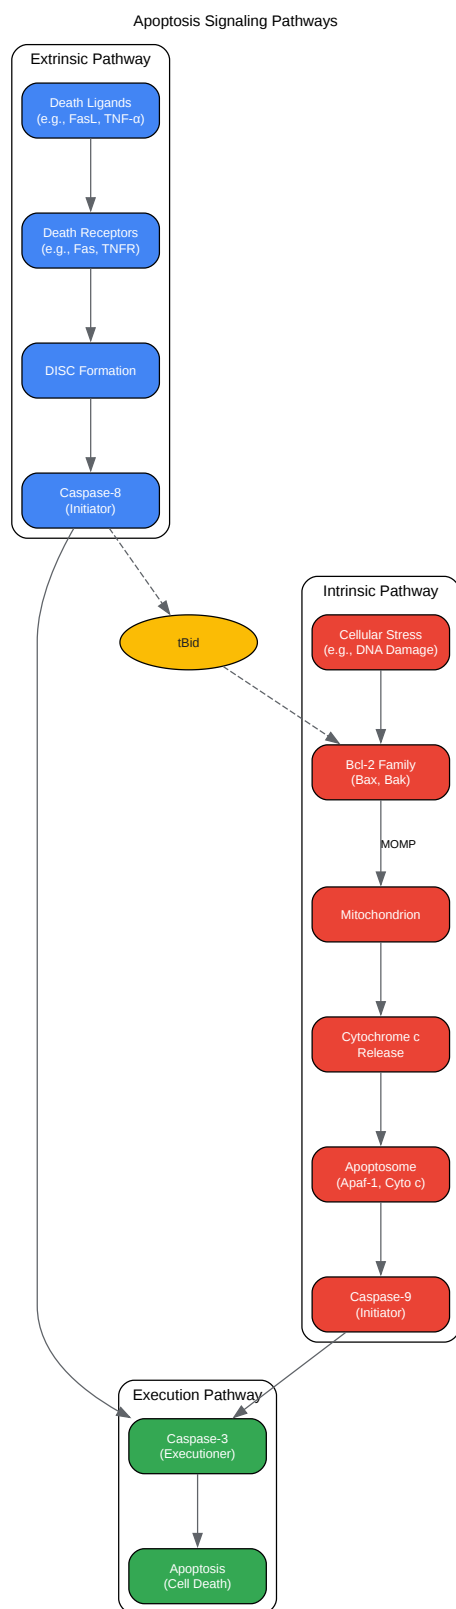 Apoptosis Signaling Pathways
Extrinsic Pathway
Death Ligands
(e.g., FasL, TNF-α)
Death Receptors
(e.g., Fas, TNFR)
DISC Formation
Caspase-8
(Initiator)
tBid
Intrinsic Pathway
Cellular Stress
(e.g., DNA Damage)
Bcl-2 Family
(Bax, Bak)
MOMP
Mitochondrion
Cytochrome c
Release
Apoptosome
(Apaf-1, Cyto c)
Caspase-9
(Initiator)
Execution Pathway
Caspase-3
(Executioner)
Apoptosis
(Cell Death)